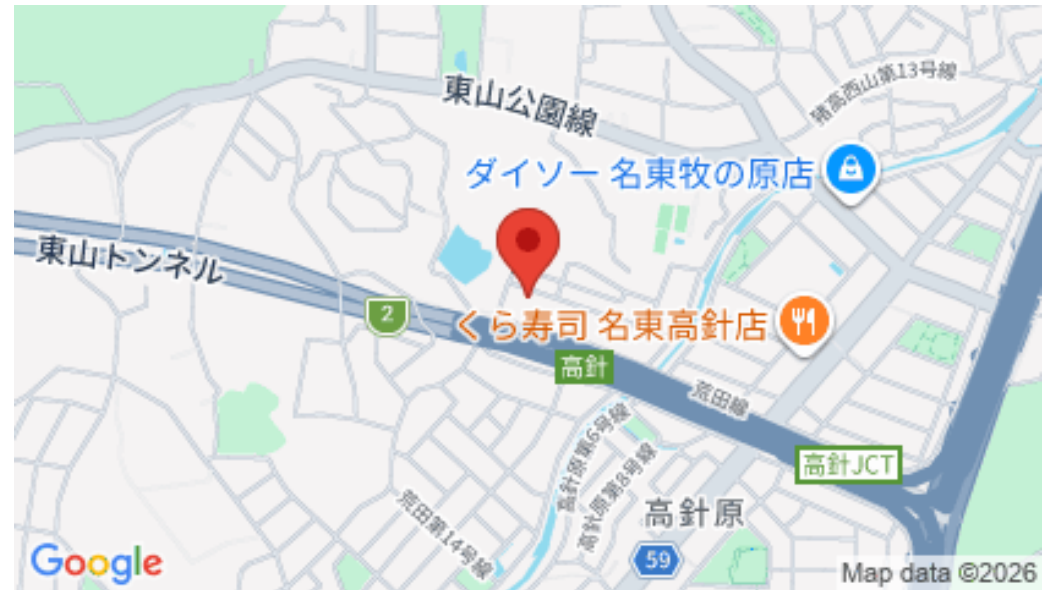 東山公園線
猪高西山第13号線
ダイソー 名東牧の原店
東山トンネル
2
くら寿司 名東高針店
高針
荒田線
高針原第6号線
高針原第8号線
高針JCT
荒田第14号線
高針原
59
Google
Map data ©2026